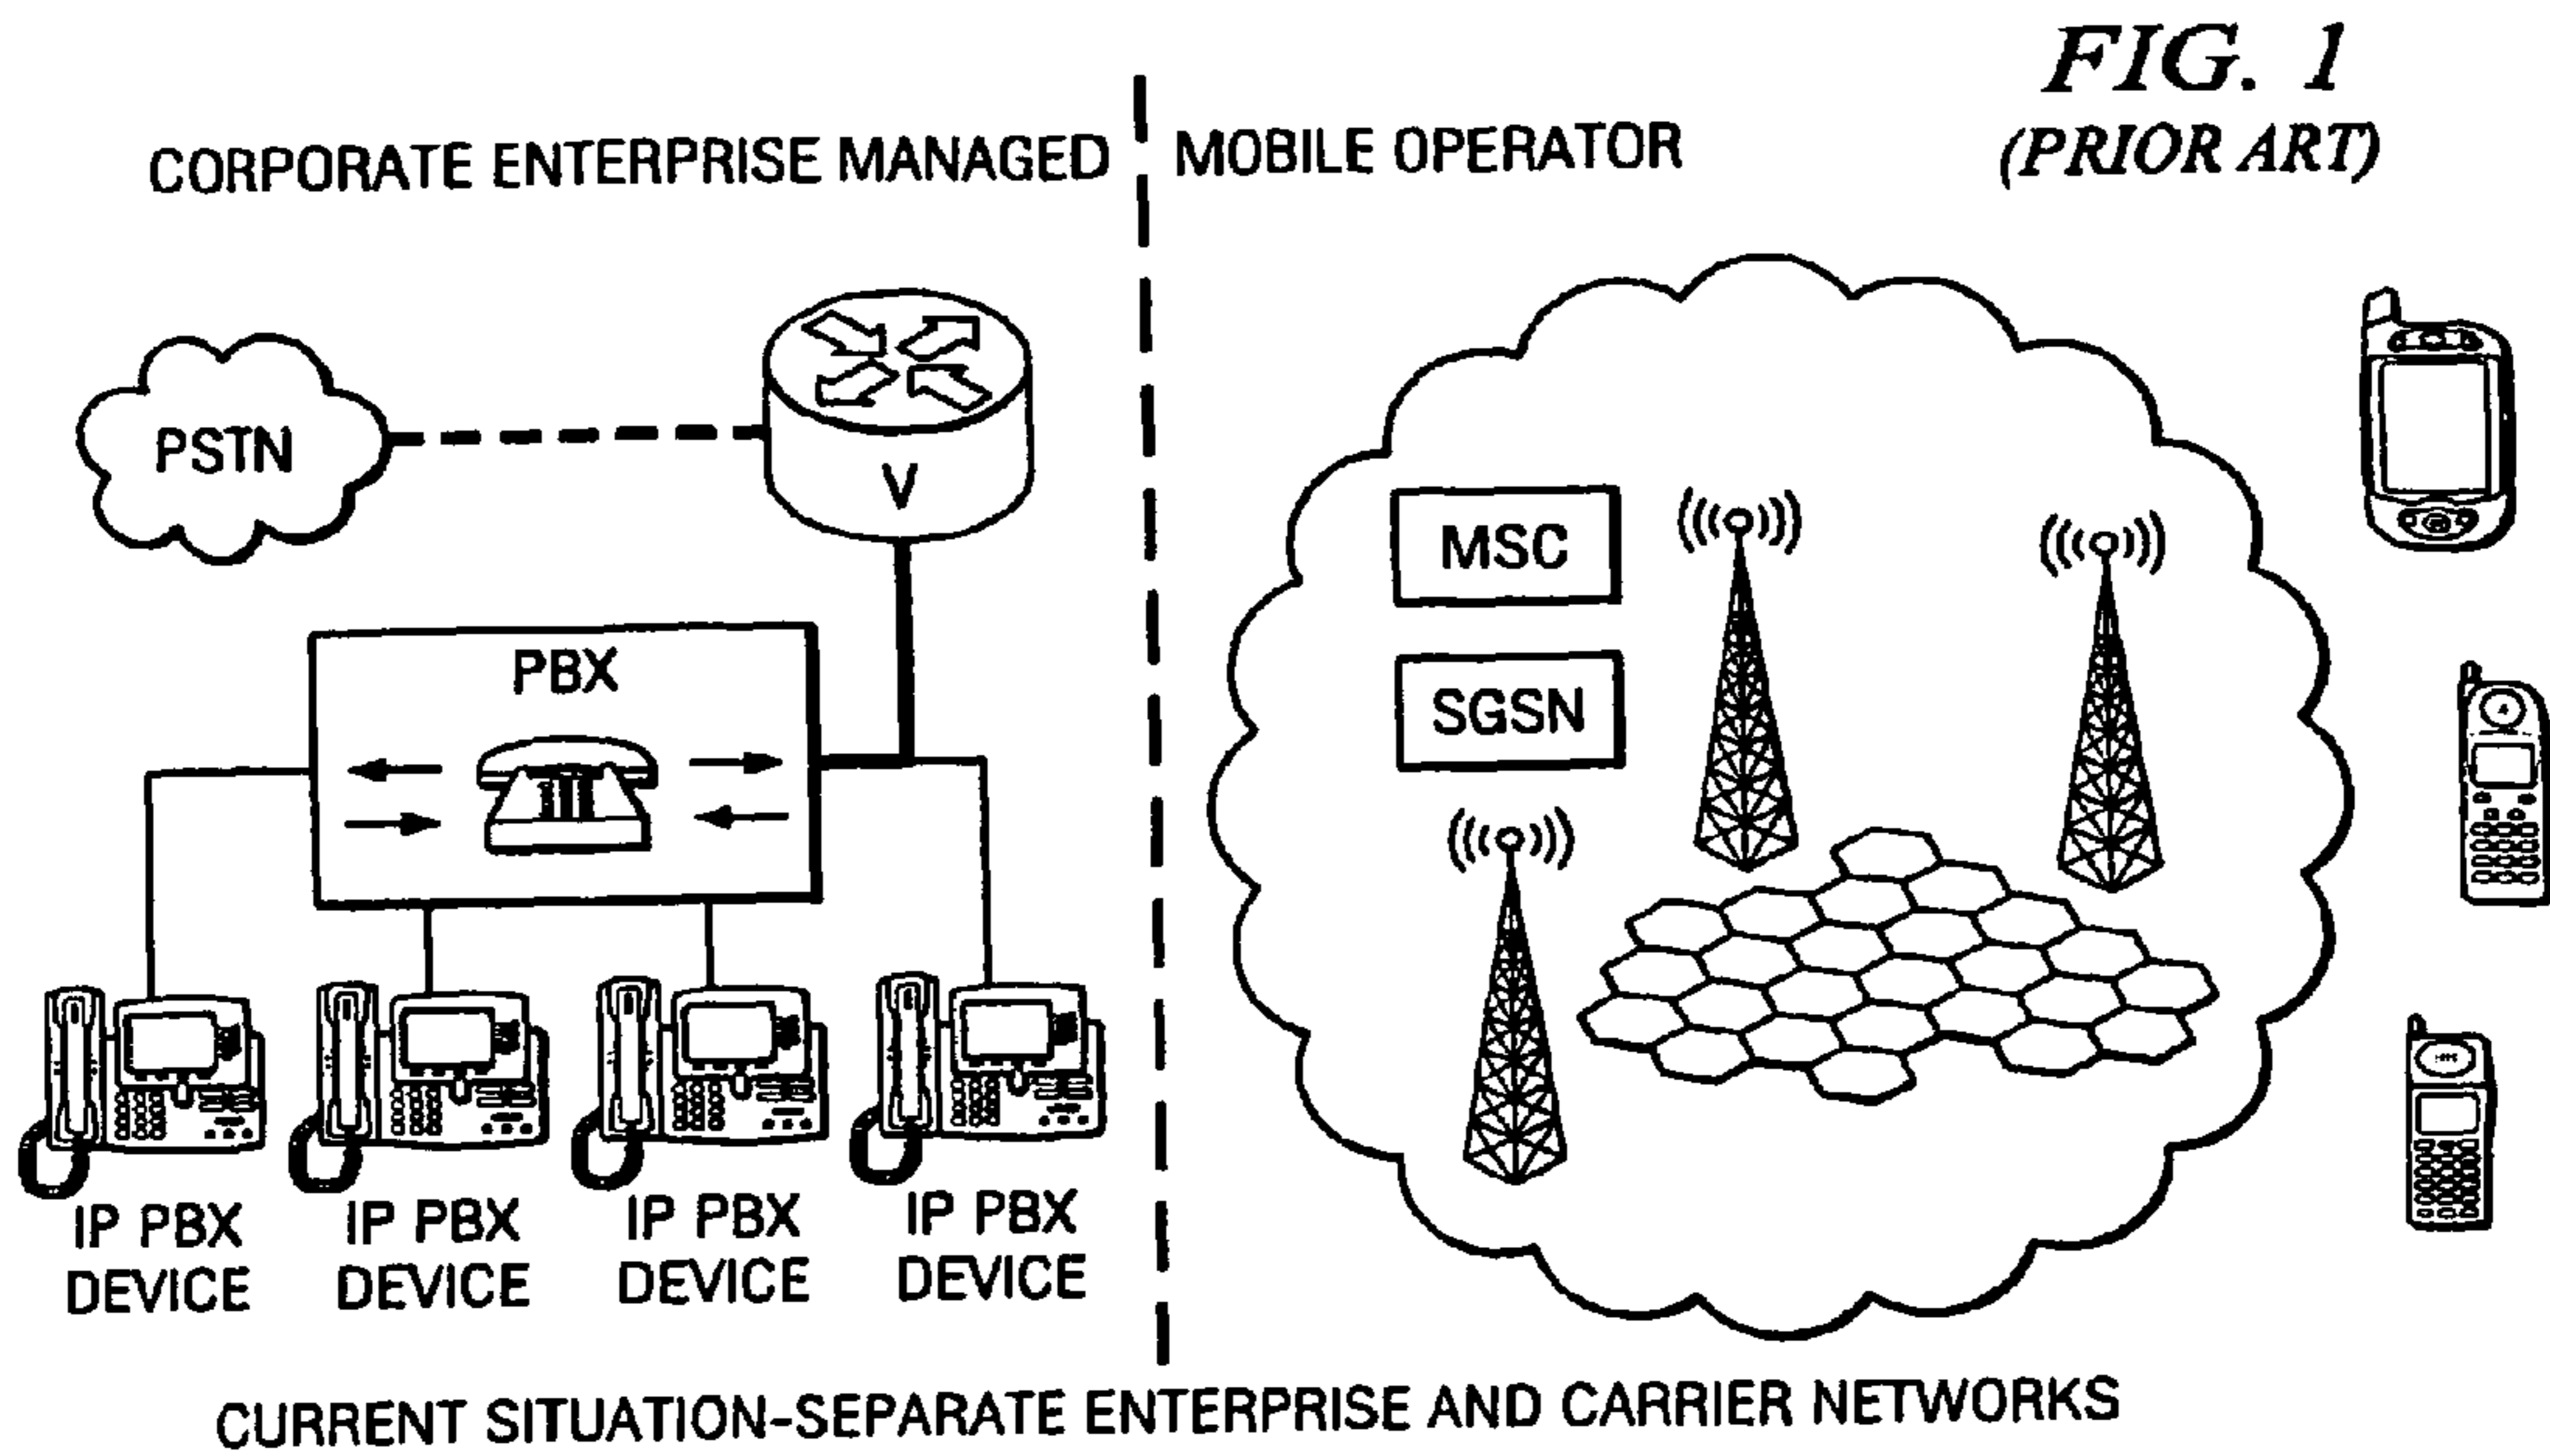 FIG. 1
(PRIOR ART)
CORPORATE ENTERPRISE MANAGED
MOBILE OPERATOR
PSTN
V
PBX
MSC
SGSN
IP PBX
DEVICE
IP PBX
DEVICE
IP PBX
DEVICE
IP PBX
DEVICE
CURRENT SITUATION-SEPARATE ENTERPRISE AND CARRIER NETWORKS